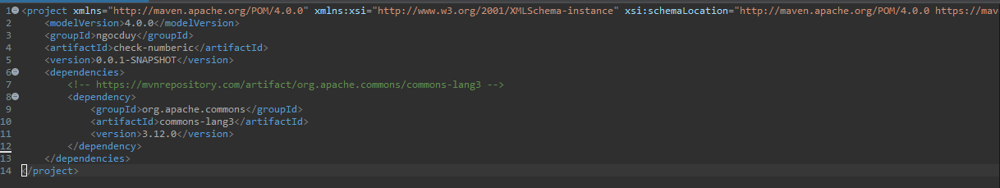 1 <project xmlns="http://maven.apache.org/POM/4.0.0" xmlns:xsi="http://www.w3.org/2001/XMLSchema-instance" xsi:schemaLocation="http://maven.apache.org/POM/4.0.0 https://mav
2 <modelVersion>4.0.0</modelVersion>
3 <groupId>ngocduy</groupId>
4 <artifactId>check-numberic</artifactId>
5 <version>0.0.1-SNAPSHOT</version>
6 <dependencies>
7 <!-- https://mvnrepository.com/artifact/org.apache.commons/commons-lang3 -->
8 <dependency>
9 <groupId>org.apache.commons</groupId>
10 <artifactId>commons-lang3</artifactId>
11 <version>3.12.0</version>
12 </dependency>
13 </dependencies>
14 </project>